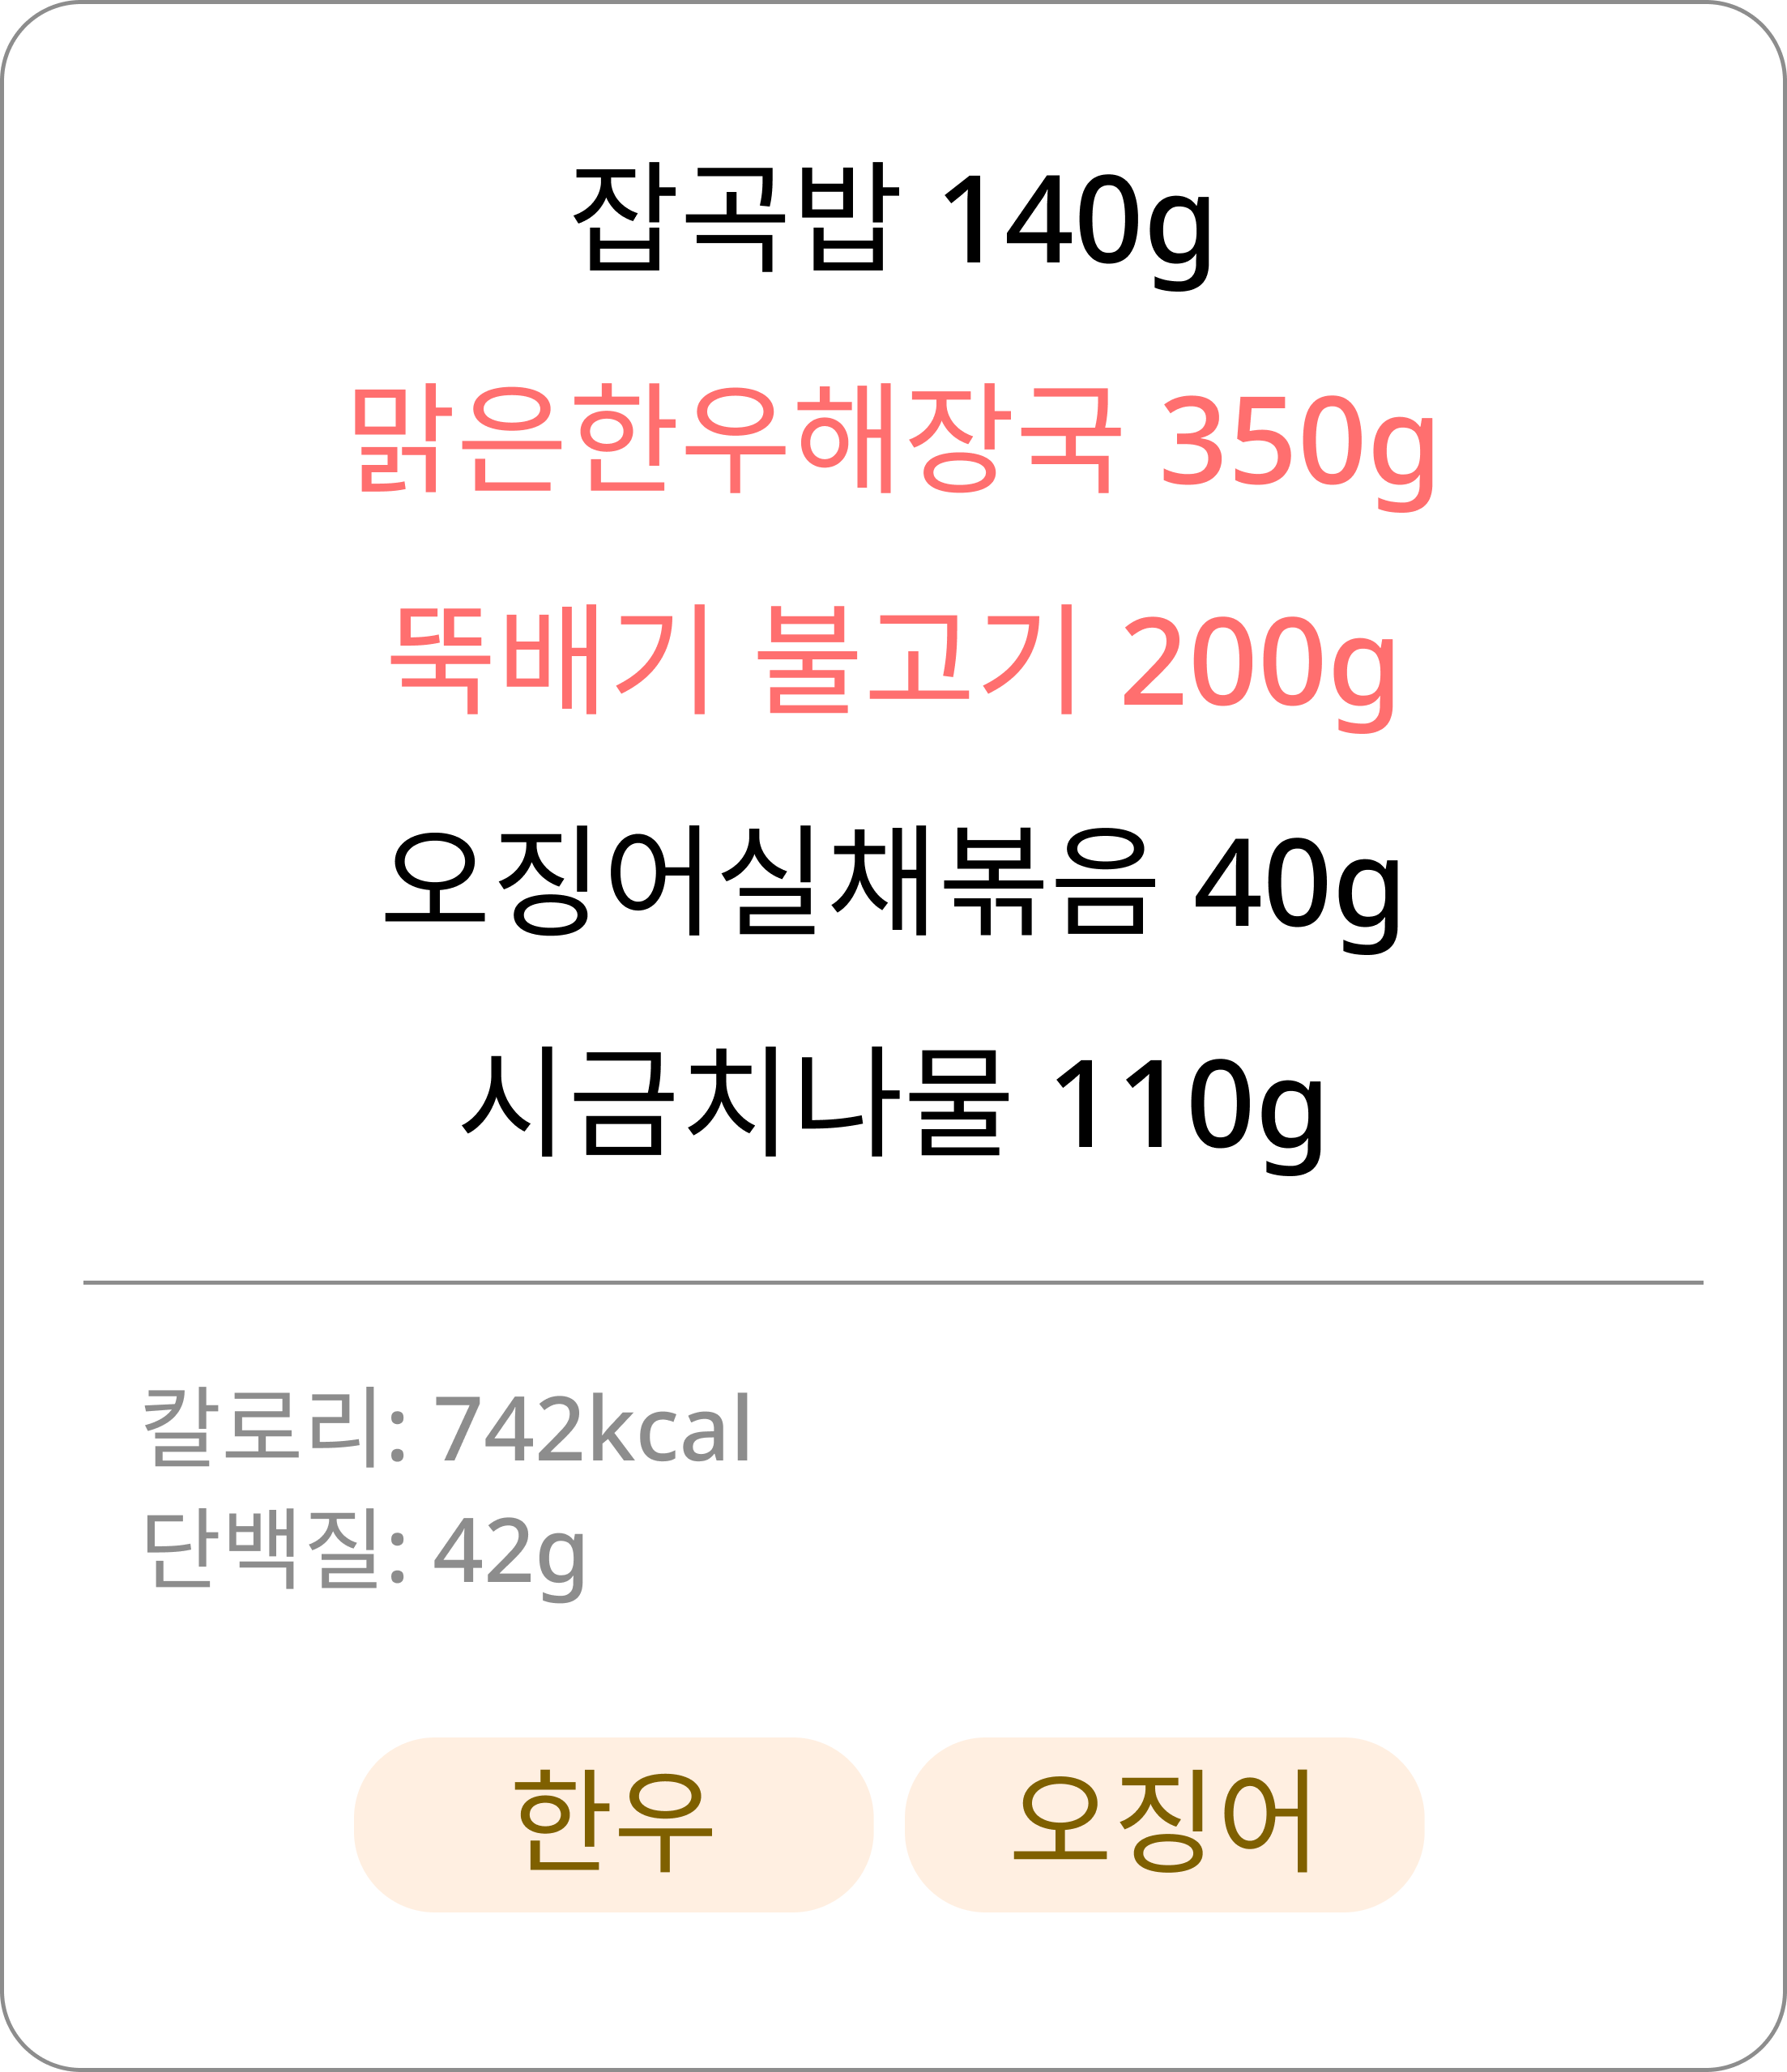 잡곡밥 140g
맑은한우해장국 350g
뚝배기 불고기 200g
오징어실채볶음 40g
시금치나물 110g
칼로리: 742kcal
단백질: 42g
한우 오징어